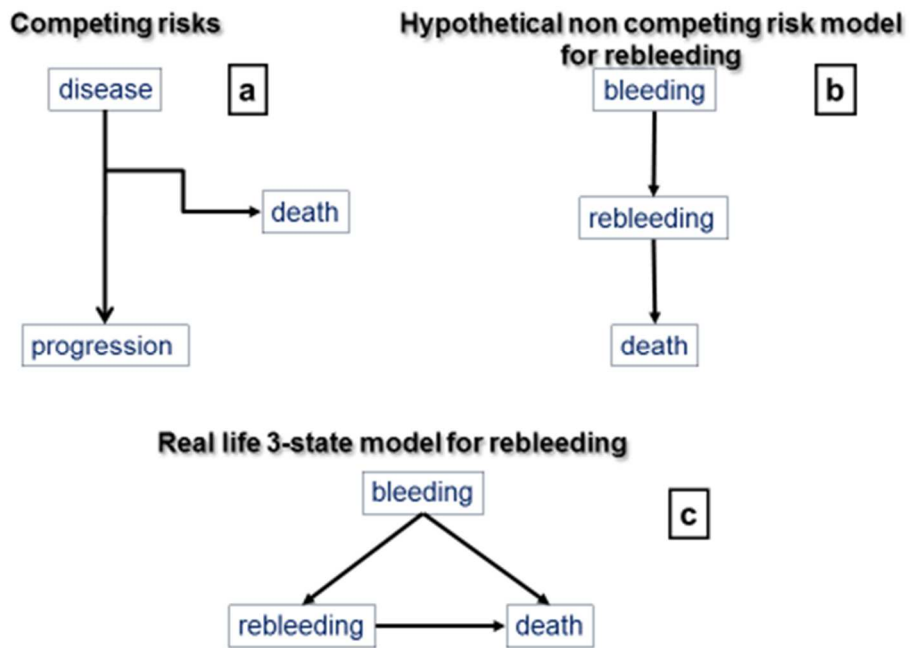 Competing risks
a
disease
death
progression
Hypothetical non competing risk model
for rebleeding
b
bleeding
rebleeding
death
Real life 3-state model for rebleeding
c
bleeding
rebleeding
death